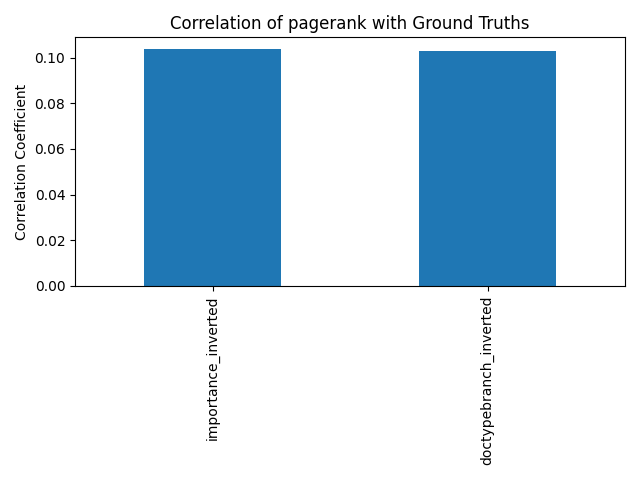 Correlation of pagerank with Ground Truths
Correlation Coefficient
0.10
0.08
0.06
0.04
0.02
0.00
importance_inverted
doctypebranch_inverted